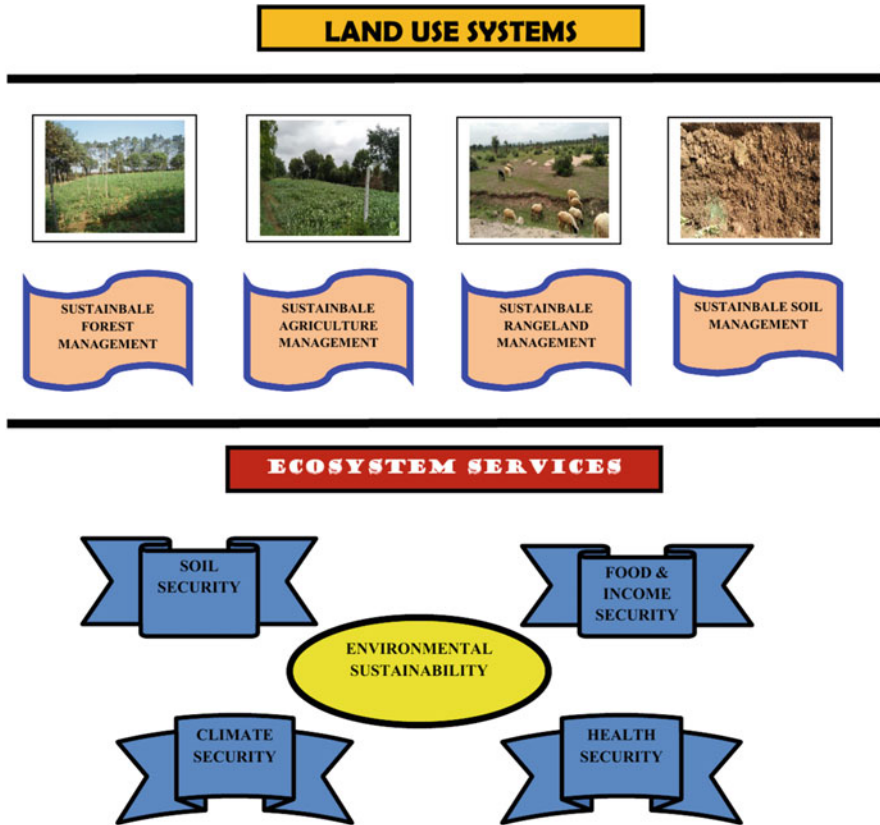 LAND USE SYSTEMS
SUSTAINBALE
FOREST
MANAGEMENT
SUSTAINBALE
AGRICULTURE
MANAGEMENT
SUSTAINBALE
RANGELAND
MANAGEMENT
SUSTAINBALE SOIL
MANAGEMENT
ECOSYSTEM SERVICES
SOIL
SECURITY
FOOD &
INCOME
SECURITY
ENVIRONMENTAL
SUSTAINABILITY
CLIMATE
SECURITY
HEALTH
SECURITY